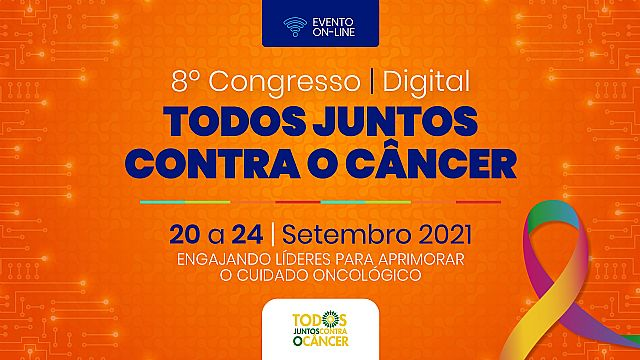 EVENTO
ON-LINE
8º Congresso | Digital
TODOS JUNTOS
CONTRA O CÂNCER
20 a 24 | Setembro 2021
ENGAJANDO LÍDERES PARA APRIMORAR
O CUIDADO ONCOLÓGICO
TODOS
JUNTOS CONTRA
O CÂNCER